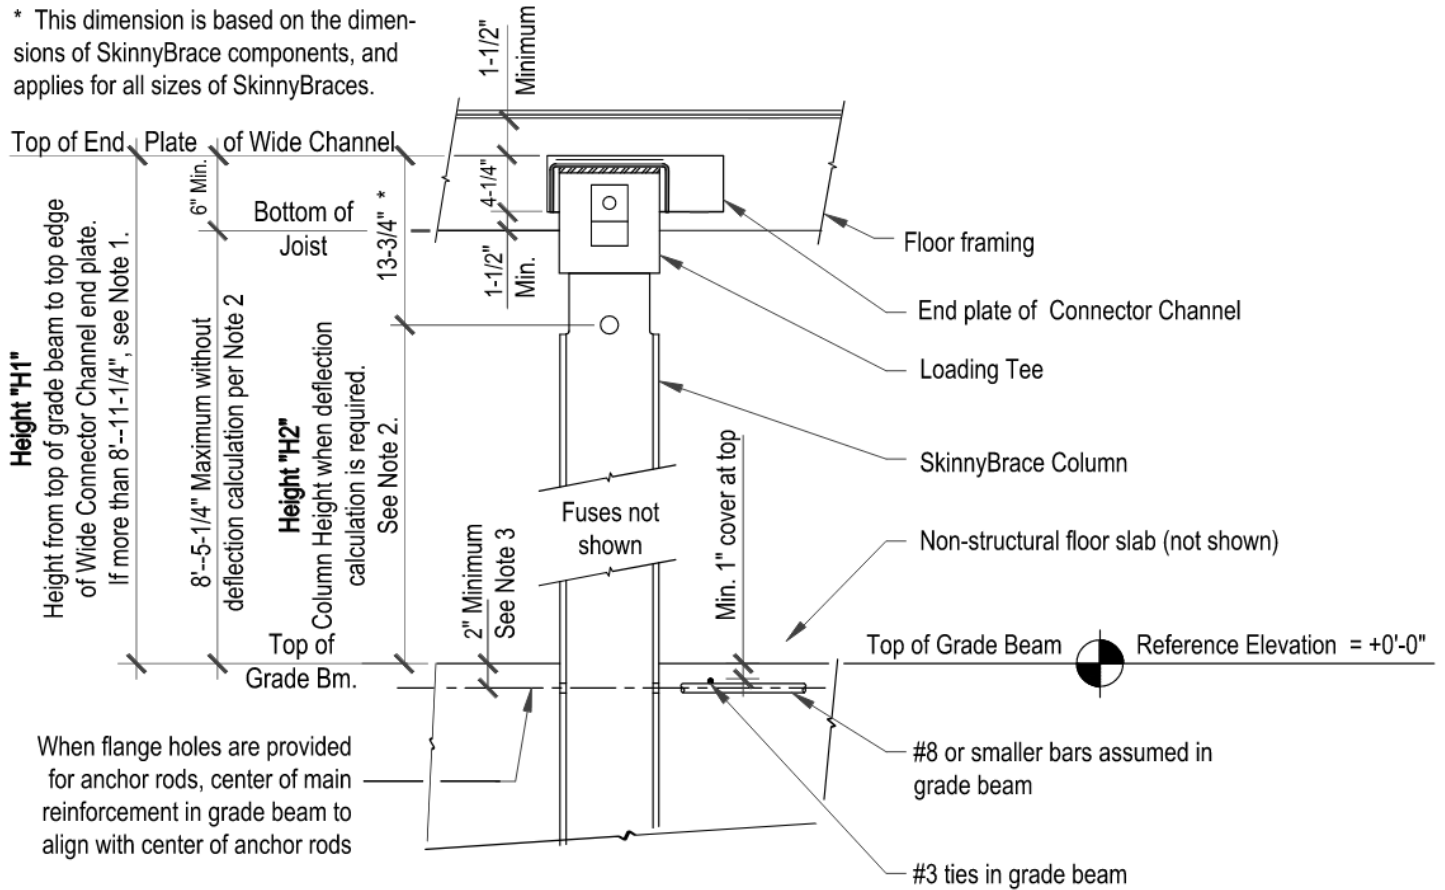 * This dimension is based on the dimen-
sions of SkinnyBrace components, and
applies for all sizes of SkinnyBraces.
1-1/2"
Minimum
Top of End Plate of Wide Channel
6" Min.
Bottom of
Joist
13-3/4" *
4-1/4"
1-1/2"
Min.
Height "H1"
Height from top of grade beam to top edge
of Wide Connector Channel end plate.
If more than 8'--11-1/4", see Note 1.
8'--5-1/4" Maximum without
deflection calculation per Note 2
Height "H2"
Column Height when deflection
calculation is required.
See Note 2.
Floor framing
End plate of Connector Channel
Loading Tee
SkinnyBrace Column
Fuses not
shown
2" Minimum
See Note 3
Min. 1" cover at top
Non-structural floor slab (not shown)
Top of
Grade Bm.
Top of Grade Beam
Reference Elevation = +0'-0"
When flange holes are provided
for anchor rods, center of main
reinforcement in grade beam to
align with center of anchor rods
#8 or smaller bars assumed in
grade beam
#3 ties in grade beam